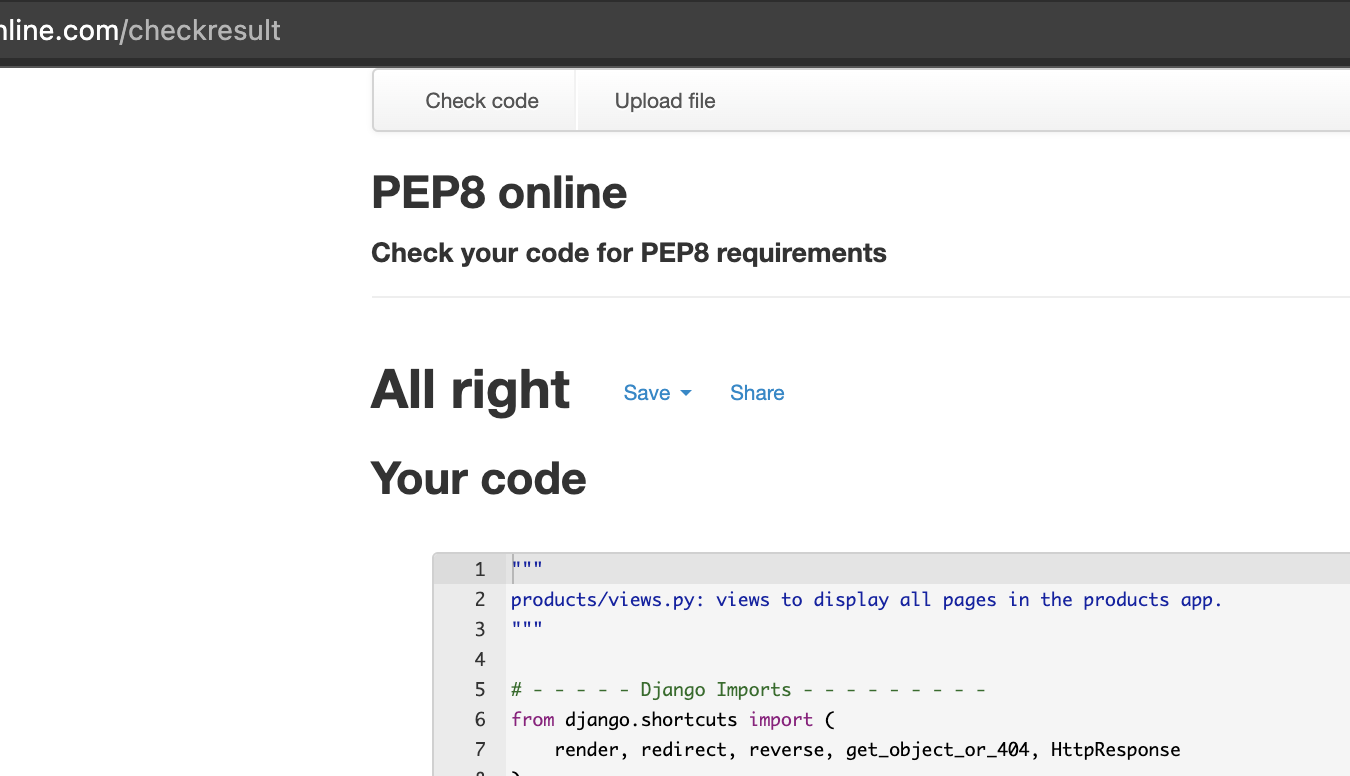 nline.com/checkresult
Check code Upload file
PEP8 online
Check your code for PEP8 requirements
All right Save Share
Your code
1 """
2 products/views.py: views to display all pages in the products app.
3 """
4
5 # - - - - - Django Imports - - - - - - - - -
6 from django.shortcuts import (
7 render, redirect, reverse, get_object_or_404, HttpResponse
8 )